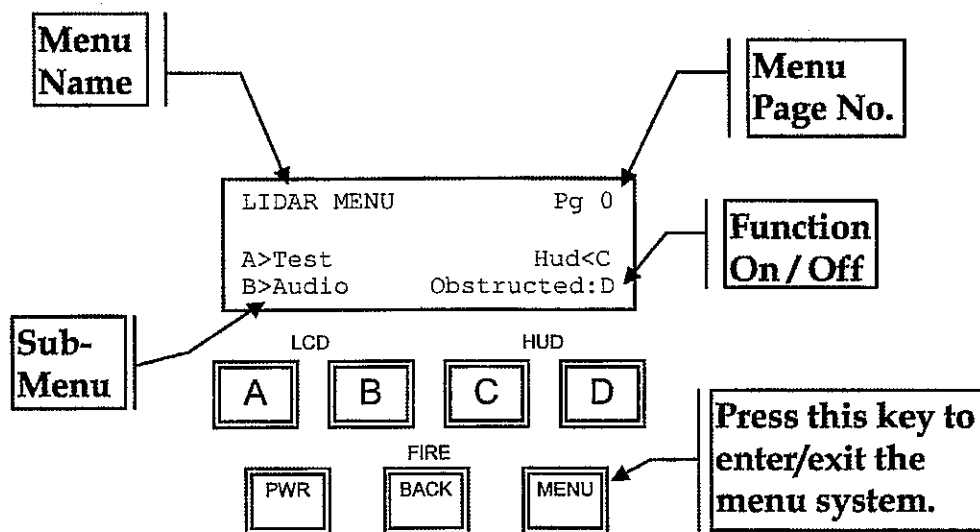 Menu
Name
Menu
Page No.
LIDAR MENU Pg 0
A>Test Hud<C
B>Audio Obstructed:D
Function
On / Off
Sub-
Menu
LCD HUD
A B C D
Press this key to
enter/exit the
menu system.
FIRE
PWR BACK MENU